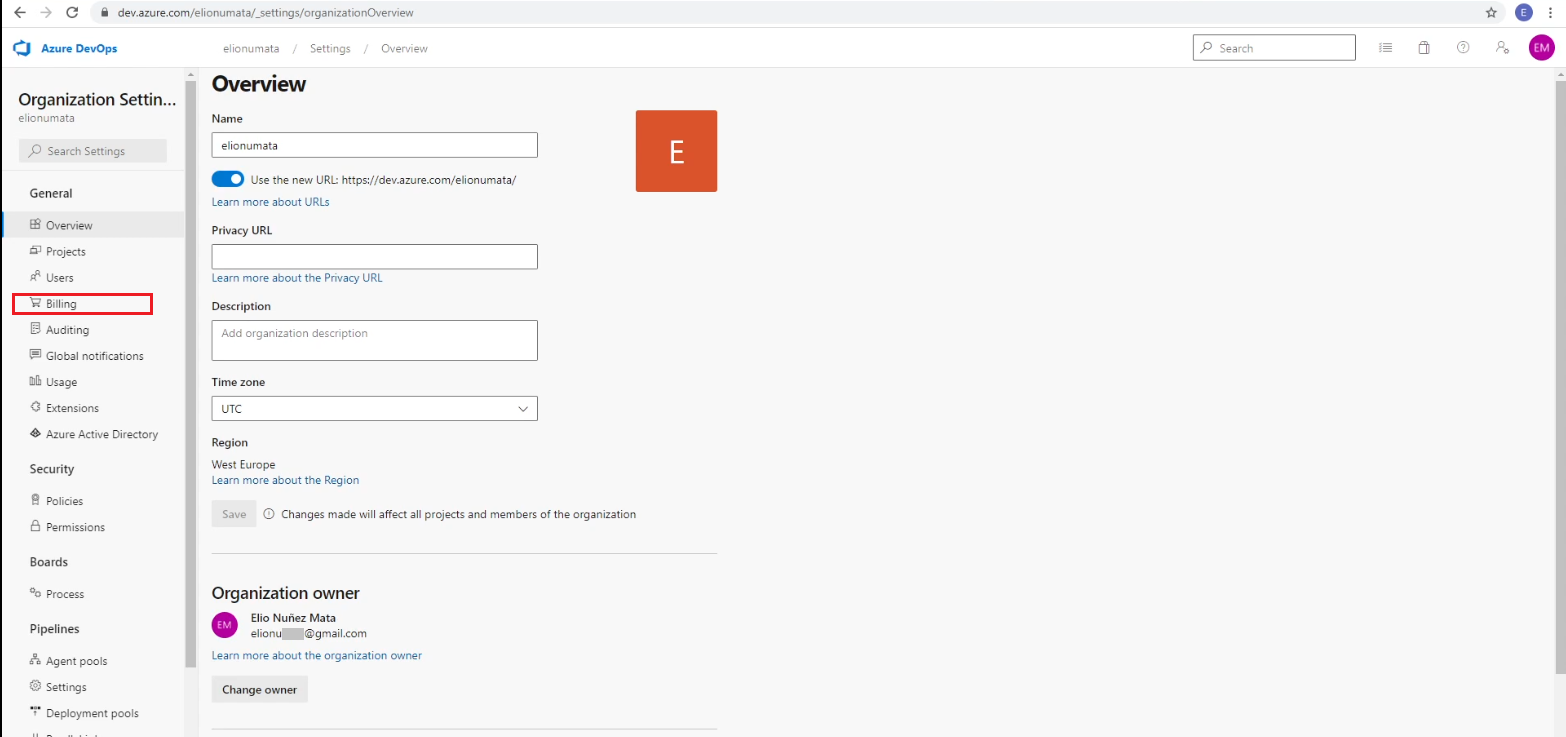 dev.azure.com/elionumata/_settings/organizationOverview
E
Azure DevOps
elionumata / Settings / Overview
Search
EM
Organization Settin...
elionumata
Search Settings
General
Overview
Projects
Users
Billing
Auditing
Global notifications
Usage
Extensions
Azure Active Directory
Security
Policies
Permissions
Boards
Process
Pipelines
Agent pools
Settings
Deployment pools
Overview
Name
elionumata
E
Use the new URL: https://dev.azure.com/elionumata/
Learn more about URLs
Privacy URL
Learn more about the Privacy URL
Description
Add organization description
Time zone
UTC
Region
West Europe
Learn more about the Region
Save
Changes made will affect all projects and members of the organization
Organization owner
EM
Elio Nuñez Mata
elionu @gmail.com
Learn more about the organization owner
Change owner